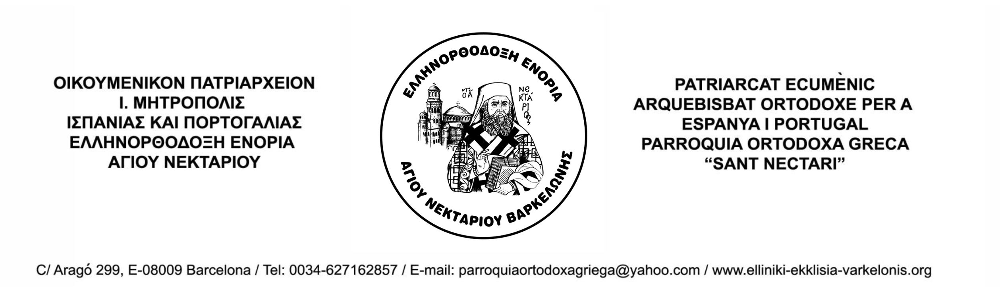 ΟΙΚΟΥΜΕΝΙΚΟΝ ΠΑΤΡΙΑΡΧΕΙΟΝ
Ι. ΜΗΤΡΟΠΟΛΙΣ
ΙΣΠΑΝΙΑΣ ΚΑΙ ΠΟΡΤΟΓΑΛΙΑΣ
ΕΛΛΗΝΟΡΘΟΔΟΞΗ ΕΝΟΡΙΑ
ΑΓΙΟΥ ΝΕΚΤΑΡΙΟΥ
ΕΛΛΗΝΟΡΘΟΔΟΞΗ ΕΝΟΡΙΑ
ΝΕ
ΚΤΆ
ΡΙ
ΟΣ
ΑΓΙΟΥ ΝΕΚΤΑΡΙΟΥ ΒΑΡΚΕΛΩΝΗΣ
PATRIARCAT ECUMÈNIC
ARQUEBISBAT ORTODOXE PER A
ESPANYA I PORTUGAL
PARROQUIA ORTODOXA GRECA
“SANT NECTARI”
C/ Aragó 299, E-08009 Barcelona / Tel: 0034-627162857 / E-mail: parroquiaortodoxagriega@yahoo.com / www.elliniki-ekklisia-varkelonis.org